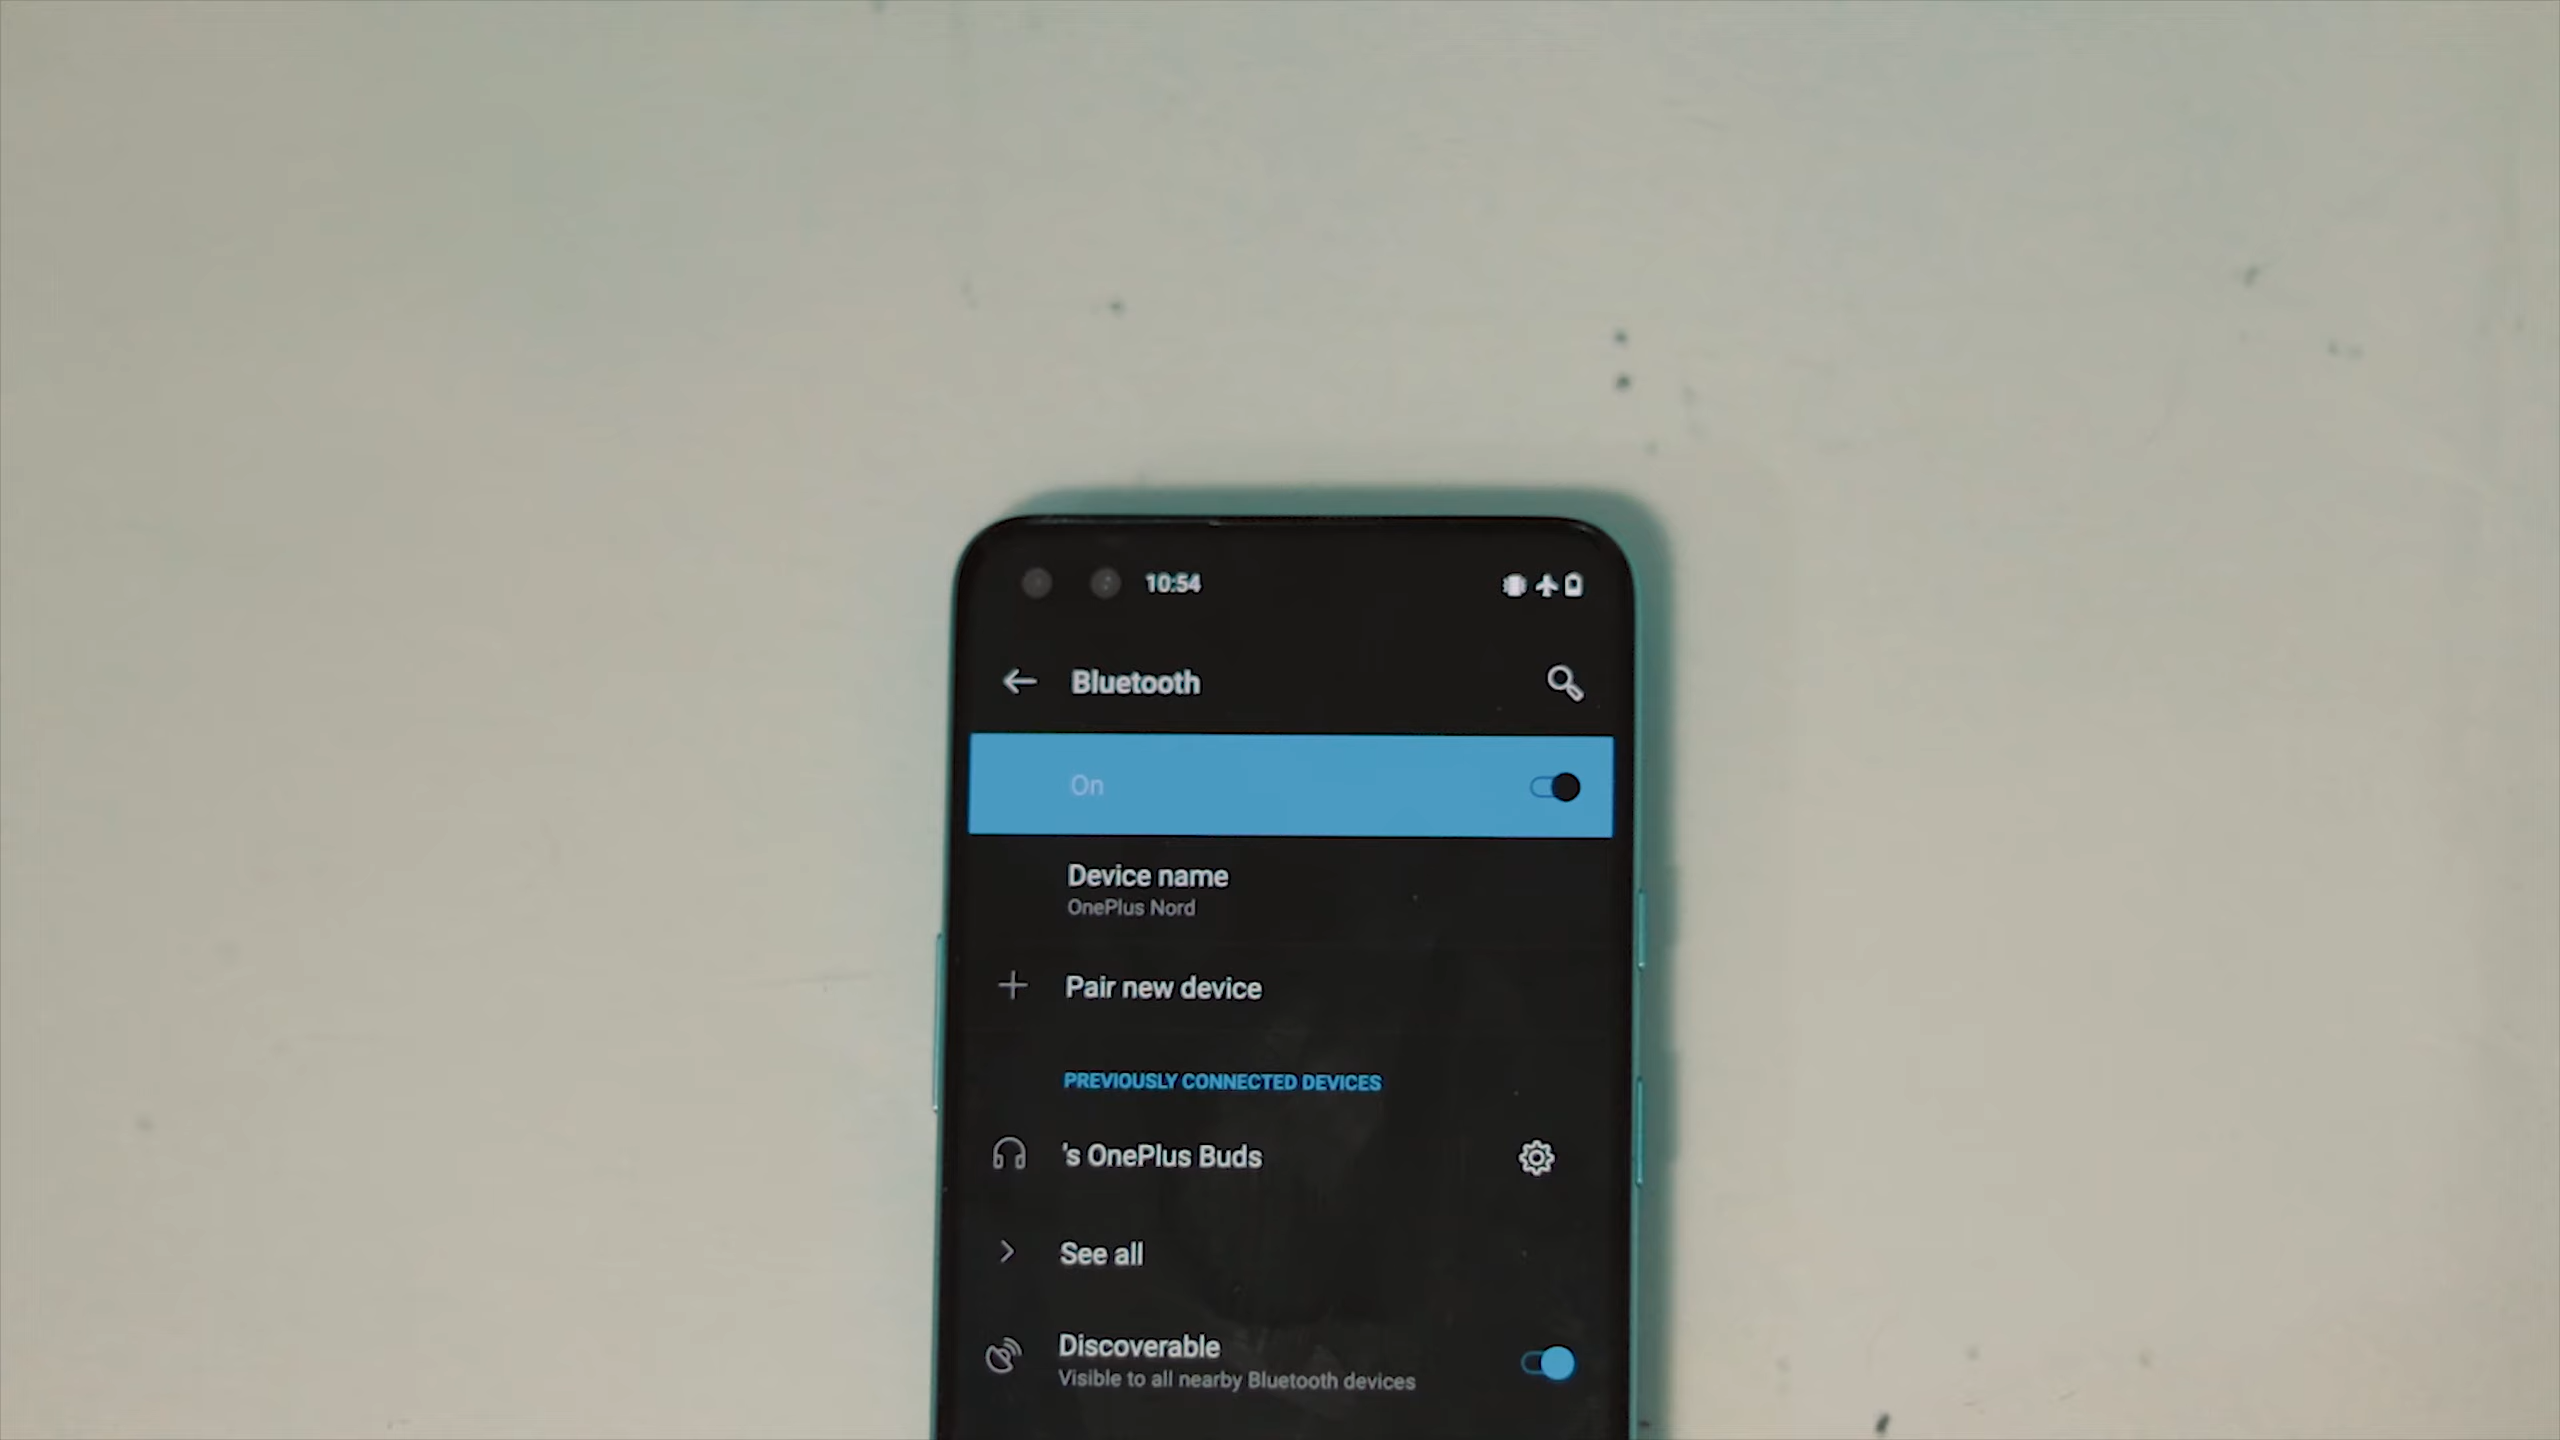 10:54
Bluetooth
On
Device name
OnePlus Nord
Pair new device
PREVIOUSLY CONNECTED DEVICES
's OnePlus Buds
See all
Discoverable
Visible to all nearby Bluetooth devices